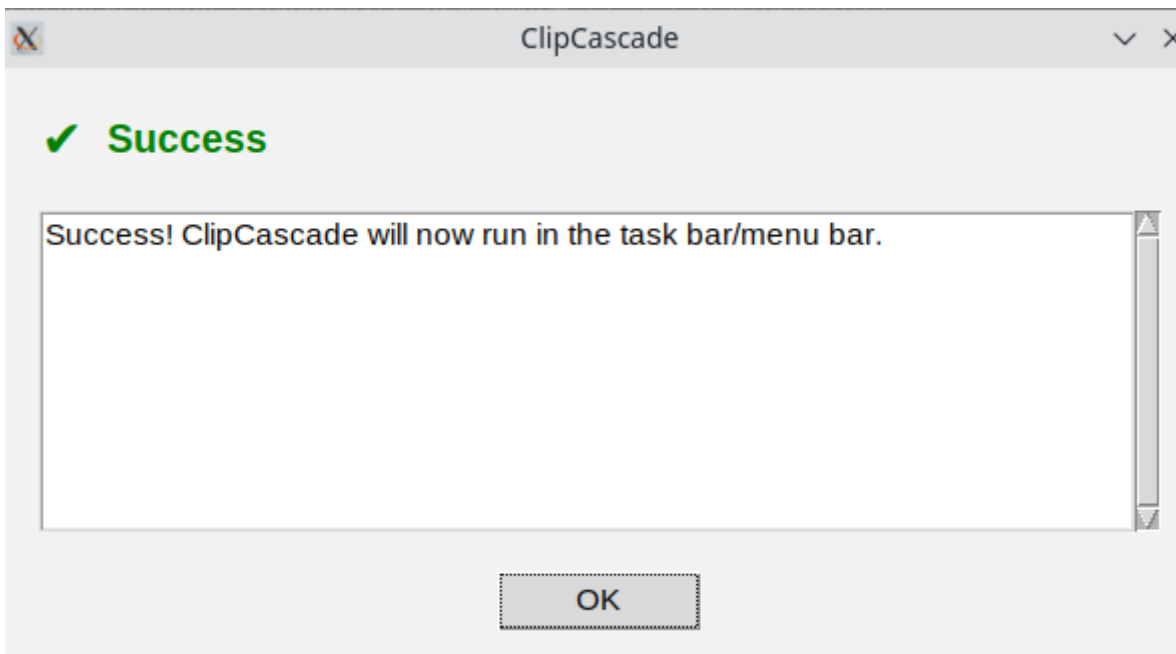 ClipCascade
✔ Success
Success! ClipCascade will now run in the task bar/menu bar.
OK